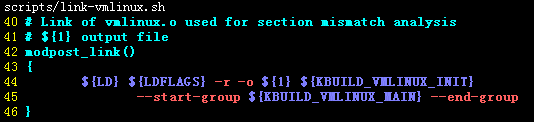 scripts/link-vmlinux.sh
40 # Link of vmlinux.o used for section mismatch analysis
41 # ${1} output file
42 modpost_link()
43 {
44         ${LD} ${LDFLAGS} -r -o ${1} ${KBUILD_VMLINUX_INIT}
45                 --start-group ${KBUILD_VMLINUX_MAIN} --end-group
46 }